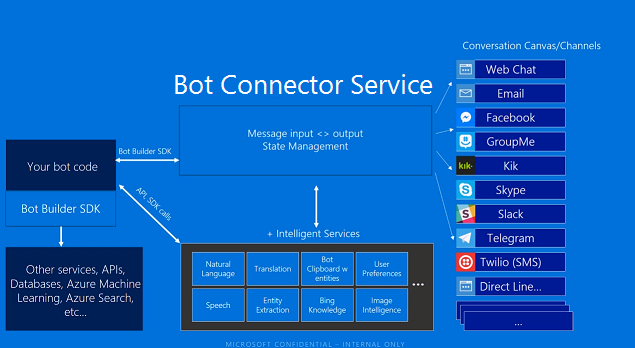 Conversation Canvas/Channels
Bot Connector Service
Message input <> output
State Management
Your bot code
Bot Builder SDK
Bot Builder SDK
API, SDK calls
Other services, APIs,
Databases, Azure Machine
Learning, Azure Search,
etc...
+ Intelligent Services
Natural
Language
Translation
Bot
Clipboard w
entities
User
Preferences
Speech
Entity
Extraction
Bing
Knowledge
Image
Intelligence
...
Web Chat
Email
Facebook
GroupMe
kik·
Kik
Skype
Slack
Telegram
Twilio (SMS)
Direct Line...
...
MICROSOFT CONFIDENTIAL – INTERNAL ONLY